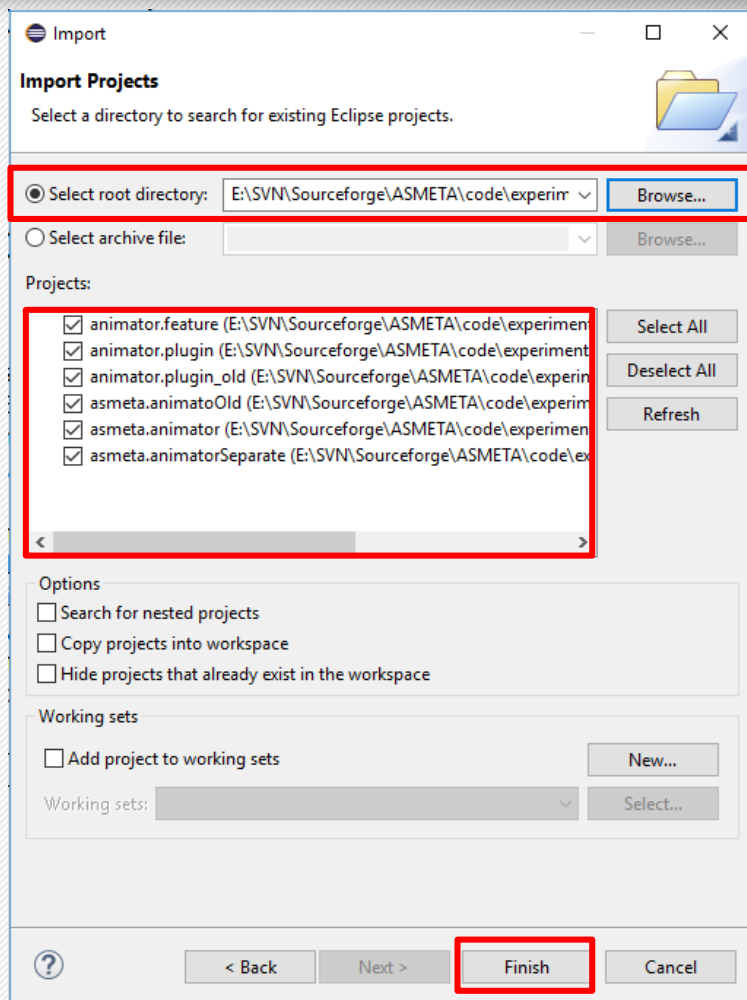 Import
Import Projects
Select a directory to search for existing Eclipse projects.
Select root directory: E:\SVN\Sourceforge\ASMETA\code\experim Browse...
Select archive file: Browse...
Projects:
animator.feature (E:\SVN\Sourceforge\ASMETA\code\experiment Select All
animator.plugin (E:\SVN\Sourceforge\ASMETA\code\experiment
animator.plugin_old (E:\SVN\Sourceforge\ASMETA\code\experim Deselect All
asmeta.animatoOld (E:\SVN\Sourceforge\ASMETA\code\experim
asmeta.animator (E:\SVN\Sourceforge\ASMETA\code\experimen Refresh
asmeta.animatorSeparate (E:\SVN\Sourceforge\ASMETA\code\ex
Options
Search for nested projects
Copy projects into workspace
Hide projects that already exist in the workspace
Working sets
Add project to working sets New...
Working sets: Select...
? < Back Next > Finish Cancel